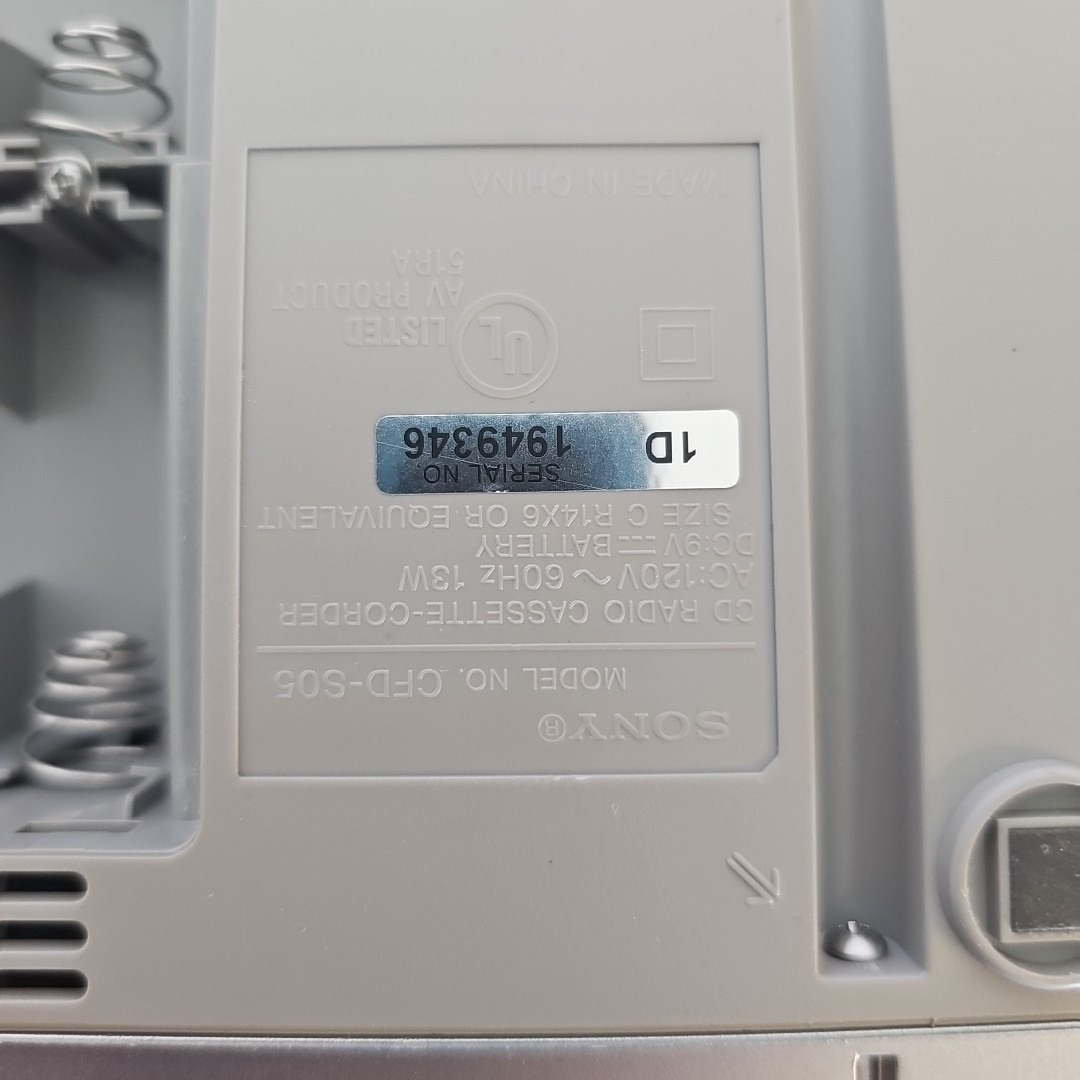 SONY®
MODEL NO. CFD-S05
CD RADIO CASSETTE-CORDER
AC:120V ~ 60Hz 13W
DC:9V ⎓ BATTERY
SIZE C R14X6 OR EQUIVALENT
SERIAL NO.
1D 1949346
UL
LISTED
AV PRODUCT
51RA
MADE IN CHINA